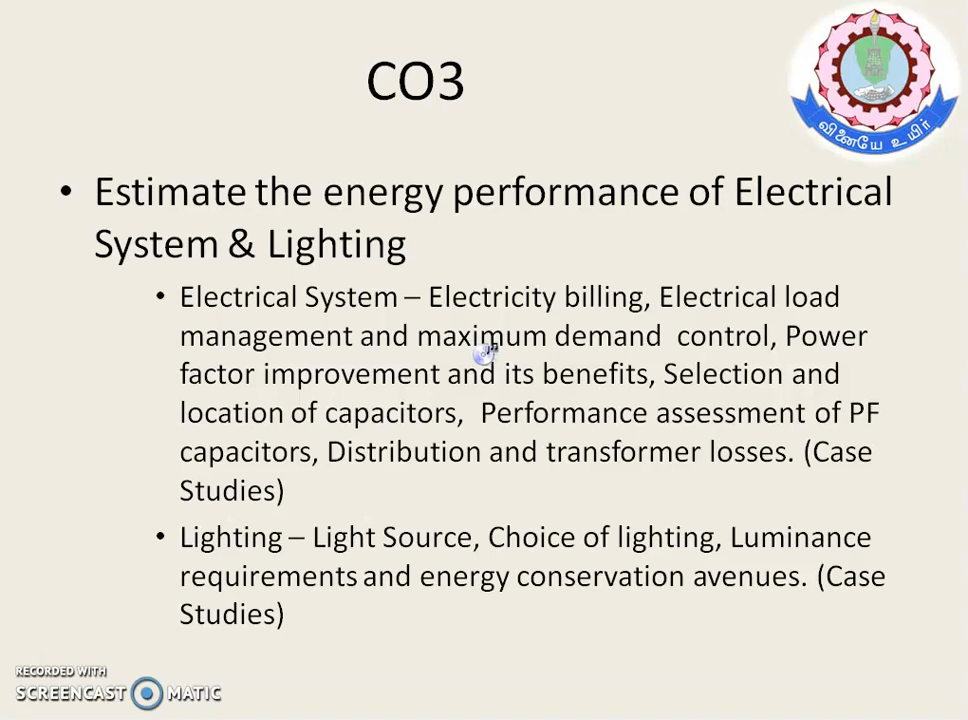 CO3
வினையே உயிர்
• Estimate the energy performance of Electrical
System & Lighting
• Electrical System – Electricity billing, Electrical load
management and maximum demand control, Power
factor improvement and its benefits, Selection and
location of capacitors, Performance assessment of PF
capacitors, Distribution and transformer losses. (Case
Studies)
• Lighting – Light Source, Choice of lighting, Luminance
requirements and energy conservation avenues. (Case
Studies)
RECORDED WITH
SCREENCAST MATIC